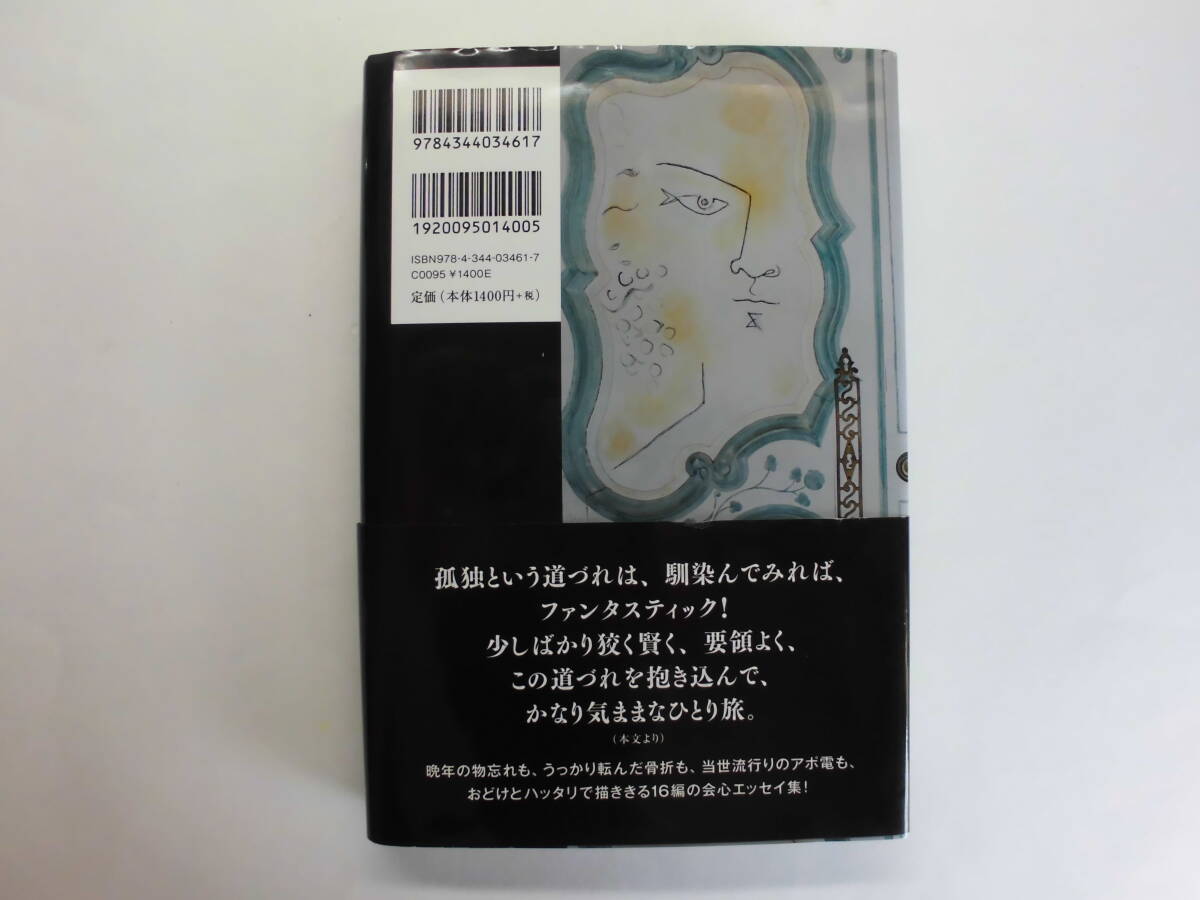 9784344034617
1920095014005
ISBN978-4-344-03461-7
C0095 ¥1400E
定価(本体1400円+税)
孤独という道づれは、馴染んでみれば、
ファンタスティック!
少しばかり狡く賢く、要領よく、
この道づれを抱き込んで、
かなり気ままなひとり旅。
(本文より)
晩年の物忘れも、うっかり転んだ骨折も、当世流行りのアポ電も、
おどけとハッタリで描ききる16編の会心エッセイ集!